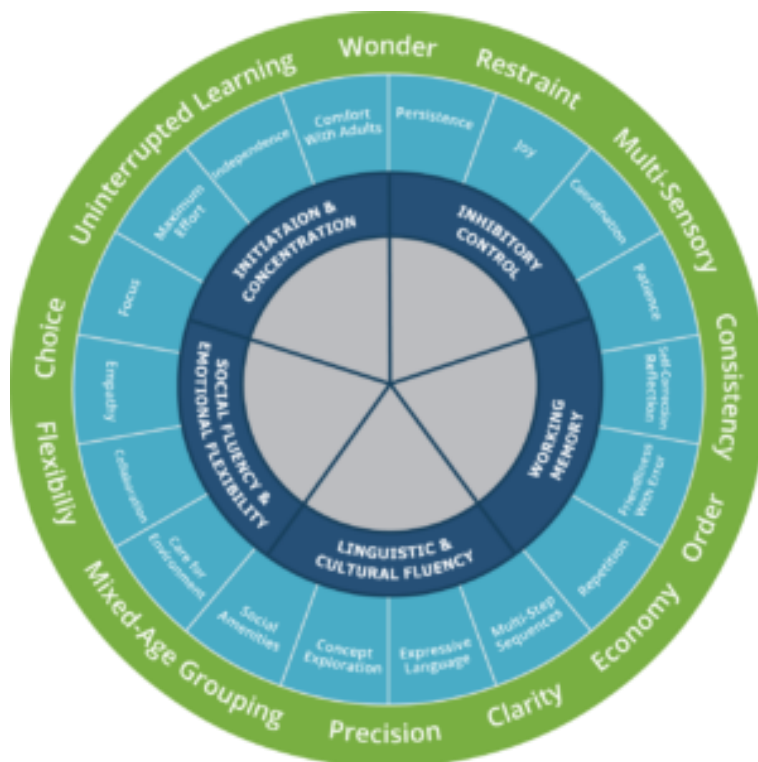 Wonder
Restraint
Multi-Sensory
Consistency
Order
Economy
Clarity
Precision
Mixed-Age Grouping
Flexibiliy
Choice
Uninterrupted Learning
Persistence
Joy
Coordination
Patience
Self-Correction
Reflection
Friendliness
With Error
Repetition
Multi-Step
Sequences
Expressive
Language
Concept
Exploration
Social
Amenities
Care for
Environment
Collaboration
Empathy
Focus
Maximum
Effort
Independence
Comfort
With Adults
INHIBITORY
CONTROL
WORKING
MEMORY
LINGUISTIC &
CULTURAL FLUENCY
SOCIAL FLUENCY &
EMOTIONAL FLEXIBILITY
INITIATAION &
CONCENTRATION